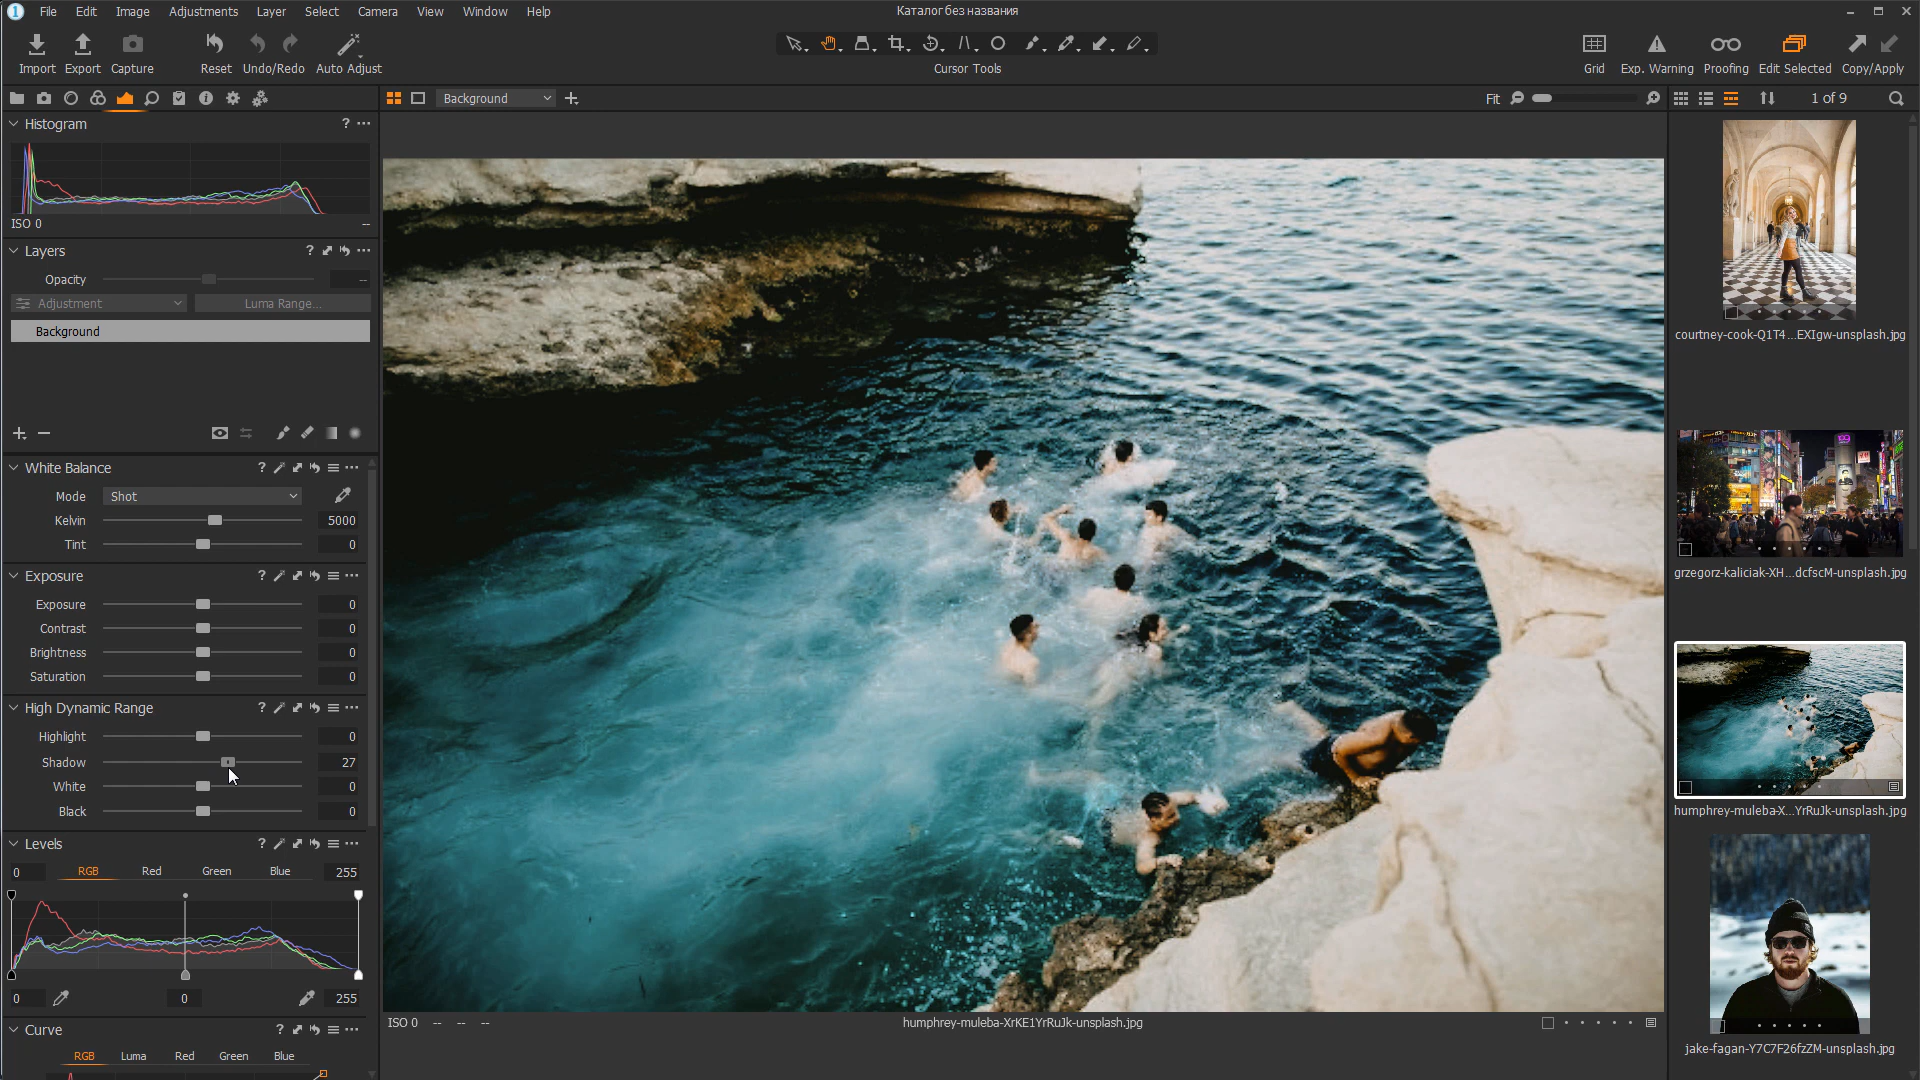 File Edit Image Adjustments Layer Select Camera View Window Help
Каталог без названия
Import Export Capture Reset Undo/Redo Auto Adjust
Cursor Tools
Grid Exp. Warning Proofing Edit Selected Copy/Apply
Background
Fit
1 of 9
Histogram
ISO 0 --
Layers
Opacity --
Adjustment Luma Range...
Background
White Balance
Mode Shot
Kelvin 5000
Tint 0
Exposure
Exposure 0
Contrast 0
Brightness 0
Saturation 0
High Dynamic Range
Highlight 0
Shadow 27
White 0
Black 0
Levels
0 RGB Red Green Blue 255
0 0 255
Curve
RGB Luma Red Green Blue
ISO 0 -- -- --
humphrey-muleba-XrKE1YrRuJk-unsplash.jpg
courtney-cook-Q1T4...EXIgw-unsplash.jpg
grzegorz-kaliciak-XH...dcfscM-unsplash.jpg
humphrey-muleba-X...YrRuJk-unsplash.jpg
jake-fagan-Y7C7F26fzZM-unsplash.jpg